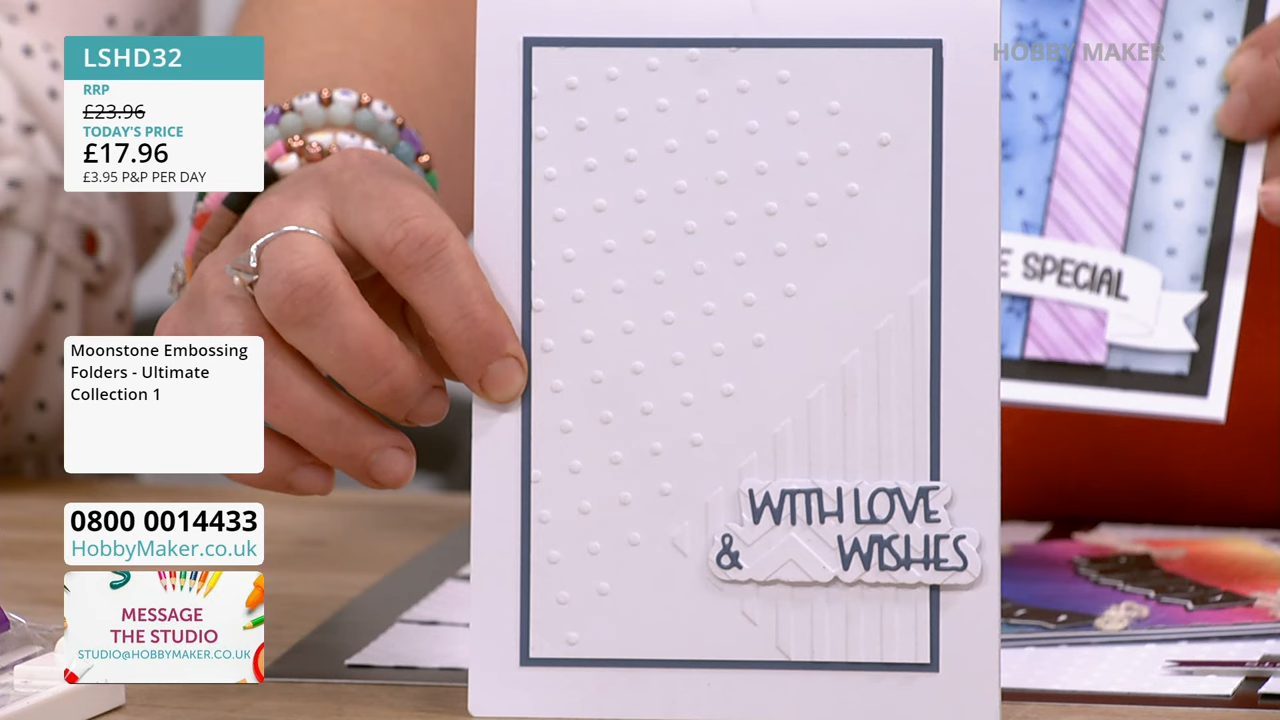 LSHD32
RRP
£23.96
TODAY'S PRICE
£17.96
£3.95 P&P PER DAY
Moonstone Embossing
Folders - Ultimate
Collection 1
0800 0014433
HobbyMaker.co.uk
MESSAGE
THE STUDIO
STUDIO@HOBBYMAKER.CO.UK
HOBBY MAKER
WITH LOVE
& WISHES
E SPECIAL